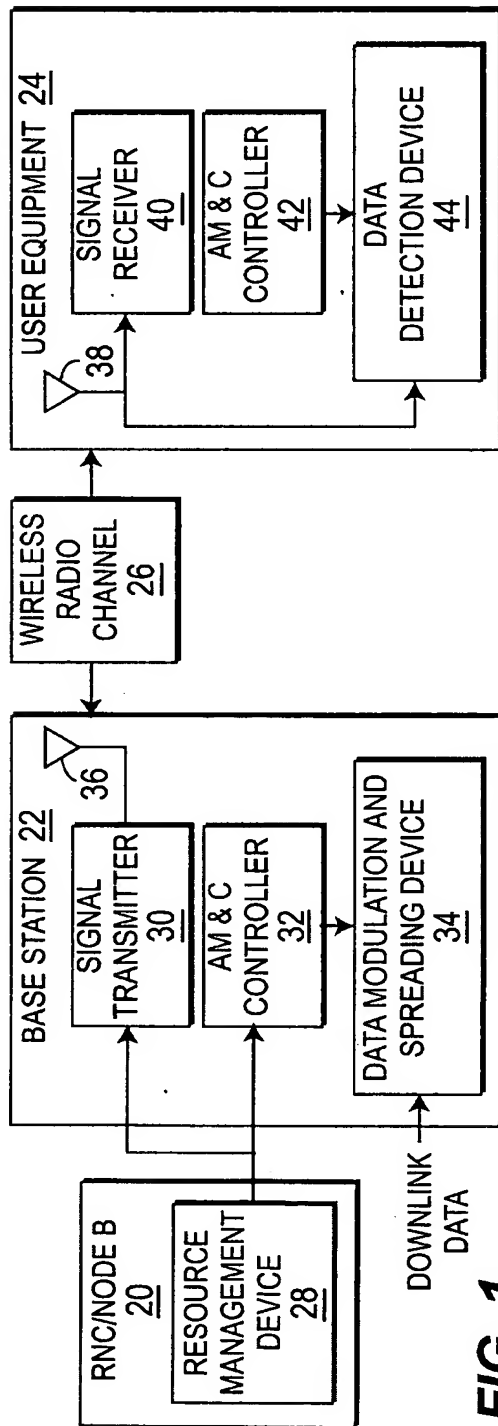 RNC/NODE B
20
RESOURCE
MANAGEMENT
DEVICE
28
BASE STATION 22
SIGNAL
TRANSMITTER
30
36
AM & C
CONTROLLER
32
DATA MODULATION AND
SPREADING DEVICE
34
DOWNLINK
DATA
WIRELESS
RADIO
CHANNEL
26
USER EQUIPMENT 24
38
SIGNAL
RECEIVER
40
AM & C
CONTROLLER
42
DATA
DETECTION DEVICE
44
FIG. 1